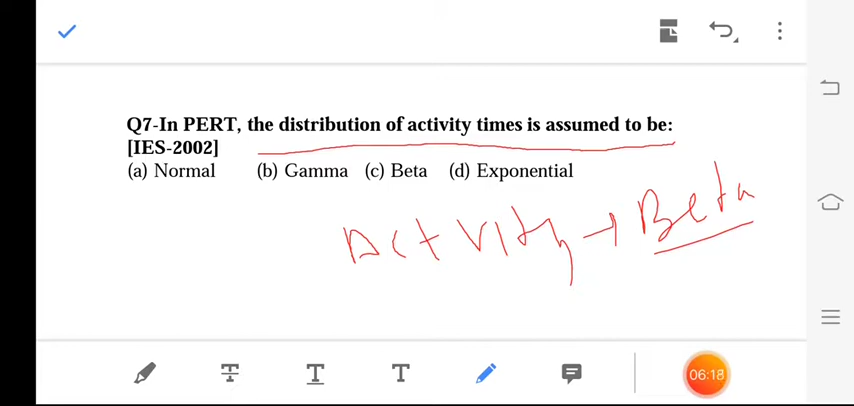 Q7-In PERT, the distribution of activity times is assumed to be:
[IES-2002]
(a) Normal (b) Gamma (c) Beta (d) Exponential
Activity → Beta
T T T
06:18